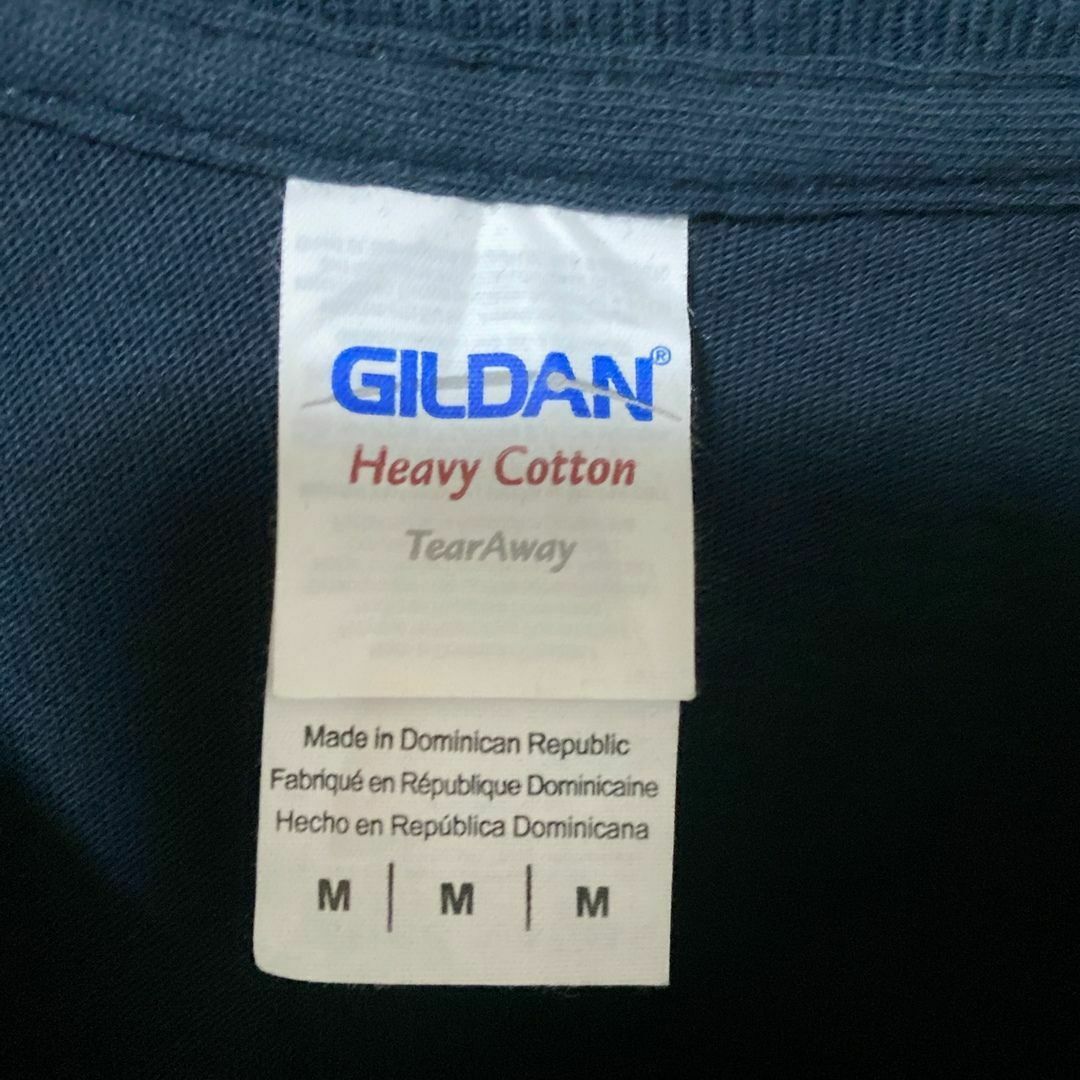 GILDAN®
Heavy Cotton
TearAway
Made in Dominican Republic
Fabriqué en République Dominicaine
Hecho en República Dominicana
M | M | M